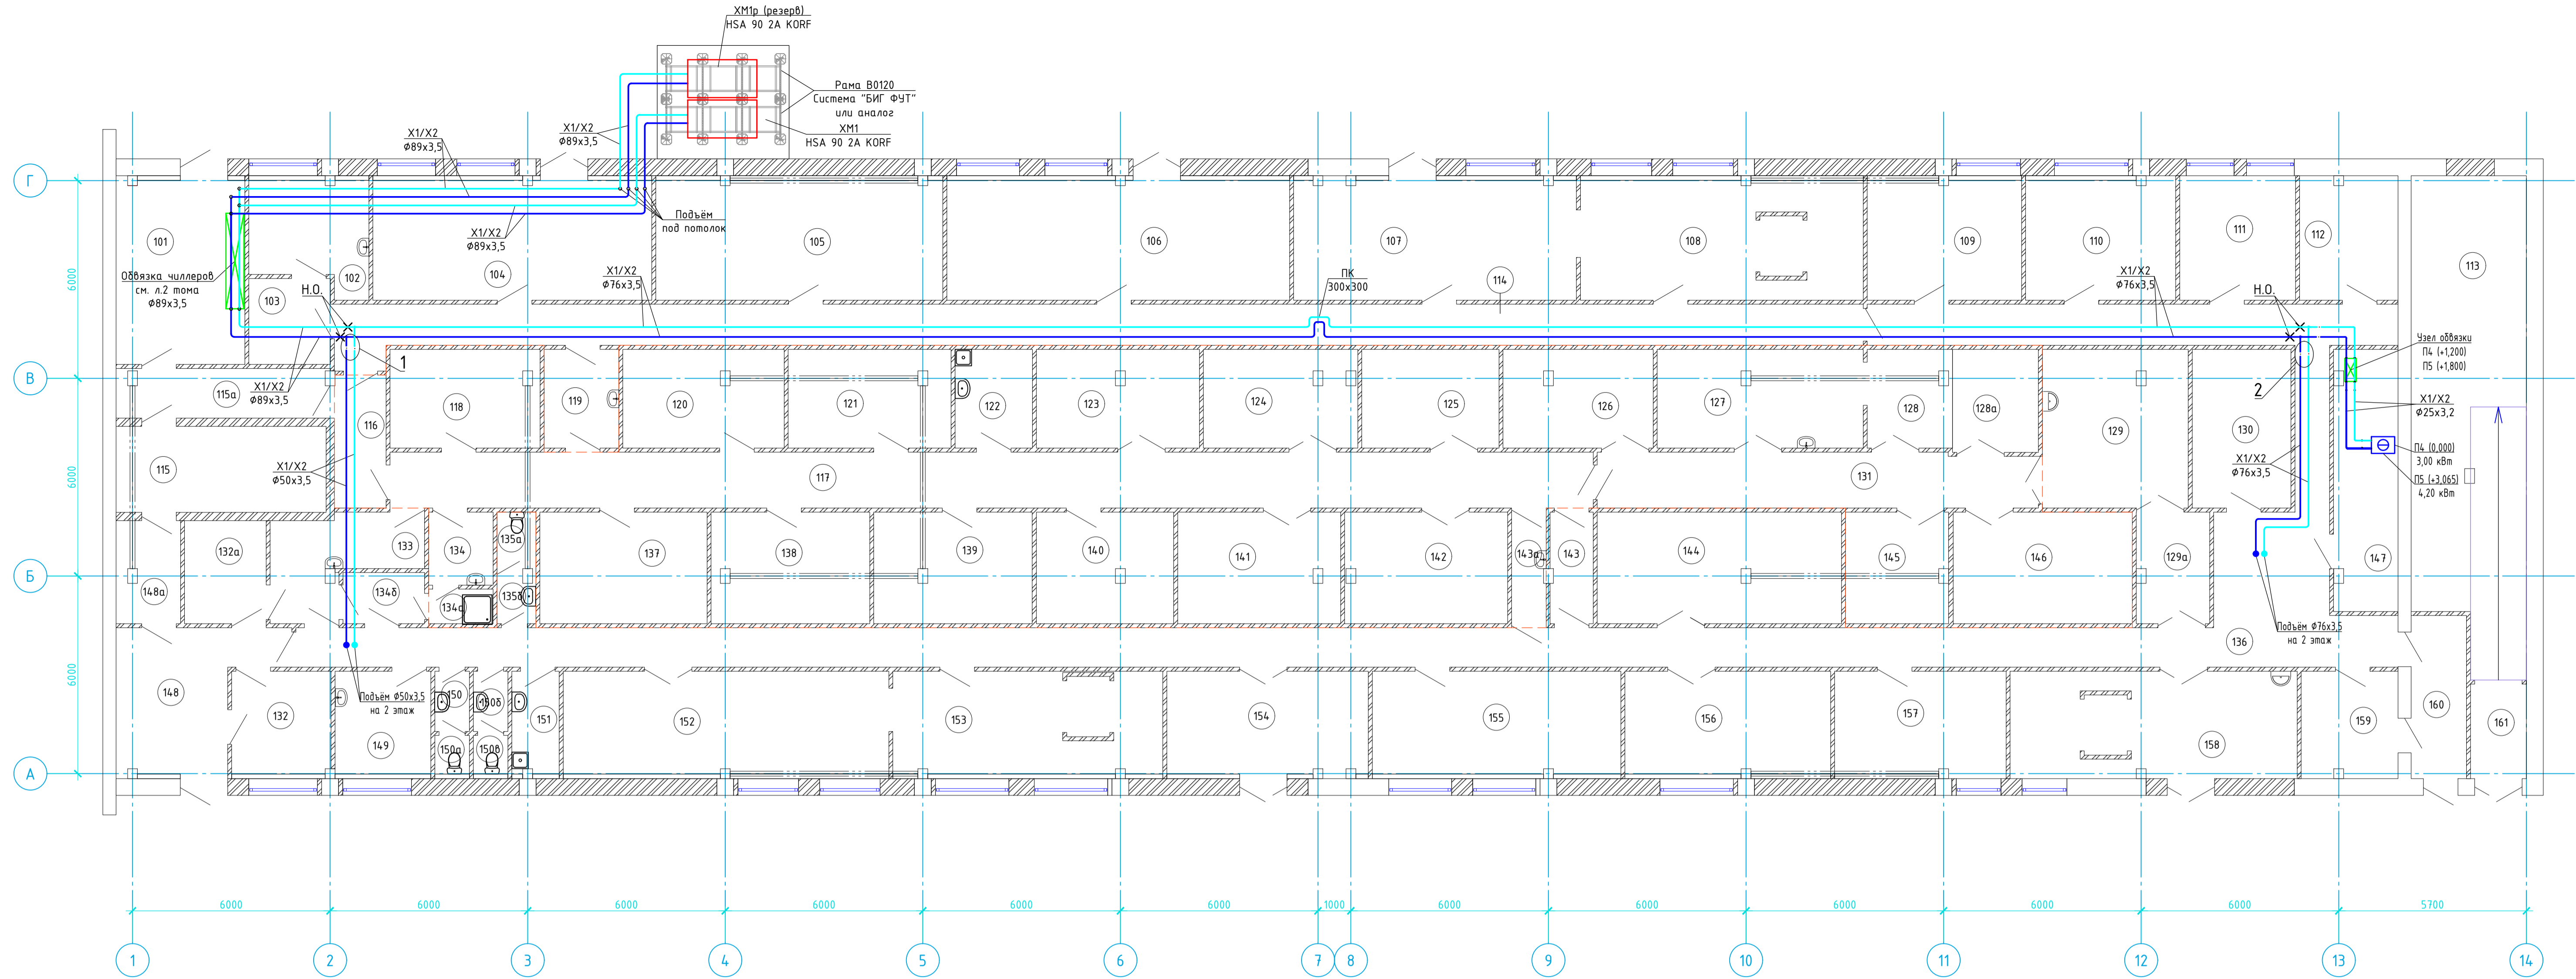 ХМ1р (резерв)
HSA 90 2A KORF
Рама В0120
Система "БИГ ФУТ"
или аналог
ХМ1
HSA 90 2A KORF
Х1/Х2
Ø89х3,5
Х1/Х2
Ø89х3,5
Г
Подъём
под потолок
Х1/Х2
Ø89х3,5
101
102
103
104
105
106
107
108
109
110
111
112
113
114
6000
Обвязка чиллеров
см. л.2 тома
Ø89х3,5
Н.О.
Х1/Х2
Ø76х3,5
ПК
300х300
Х1/Х2
Ø76х3,5
Н.О.
Узел обвязки
П4 (+1,200)
П5 (+1,800)
1
2
В
Х1/Х2
Ø89х3,5
115а
116
118
119
120
121
122
123
124
125
126
127
128
128а
129
130
Х1/Х2
Ø25х3,2
П4 (0,000)
3,00 кВт
П5 (+3,065)
4,20 кВт
6000
115
Х1/Х2
Ø50х3,5
117
131
Х1/Х2
Ø76х3,5
132а
133
134
135а
137
138
139
140
141
142
143а
143
144
145
146
129а
147
Б
148а
134б
134а
135б
Подъём Ø76х3,5
на 2 этаж
136
6000
148
132
Подъём Ø50х3,5
на 2 этаж
149
150
150б
150а
150в
151
152
153
154
155
156
157
158
159
160
161
А
6000
6000
6000
6000
6000
6000
1000
6000
6000
6000
6000
6000
5700
1
2
3
4
5
6
7
8
9
10
11
12
13
14